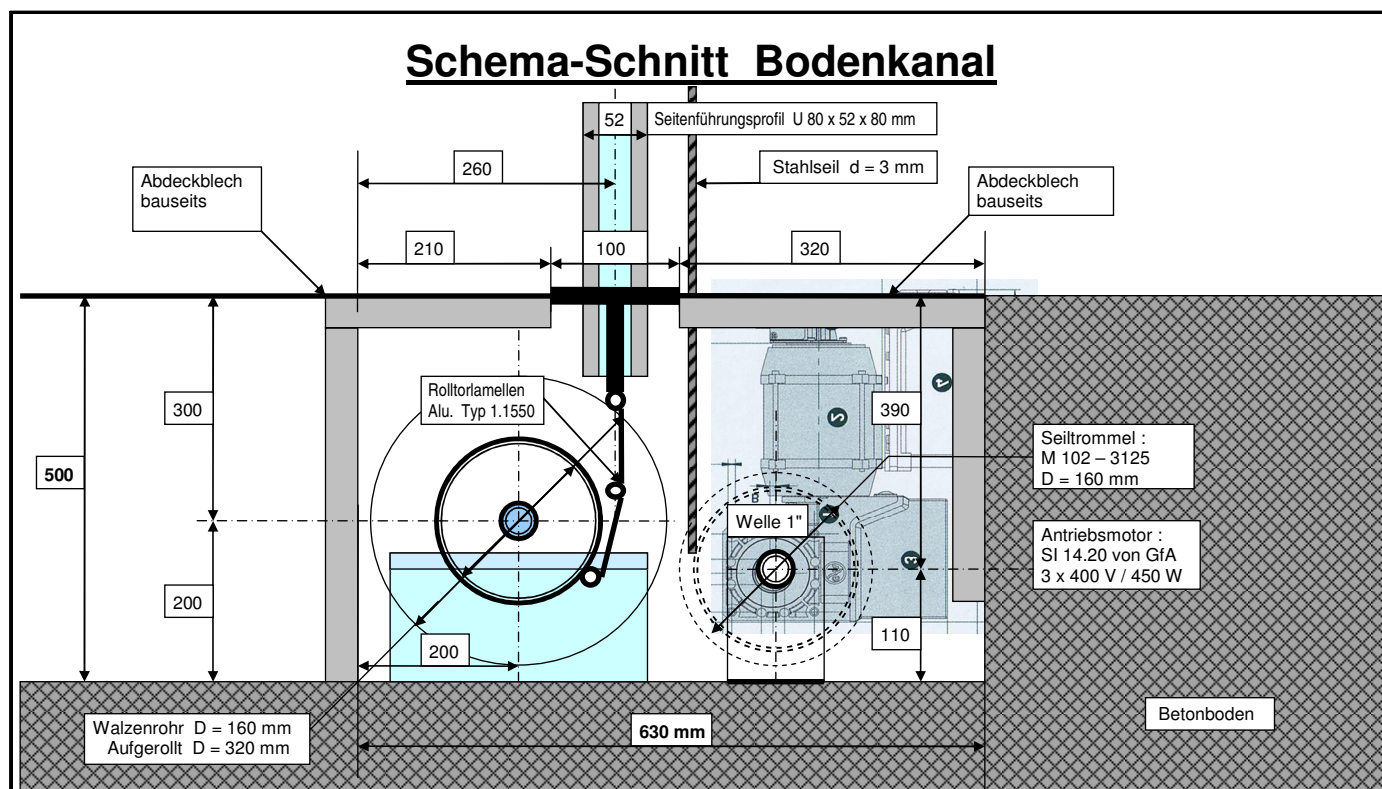 Schema-Schnitt Bodenkanal
52
Seitenführungsprofil U 80 x 52 x 80 mm
260
Stahlseil d = 3 mm
Abdeckblech
bauseits
Abdeckblech
bauseits
210
100
320
300
Rolltorlamellen
Alu. Typ 1.1550
390
500
Seiltrommel :
M 102 – 3125
D = 160 mm
Welle 1"
Antriebsmotor :
SI 14.20 von GfA
3 x 400 V / 450 W
200
200
110
Walzenrohr D = 160 mm
Aufgerollt D = 320 mm
630 mm
Betonboden